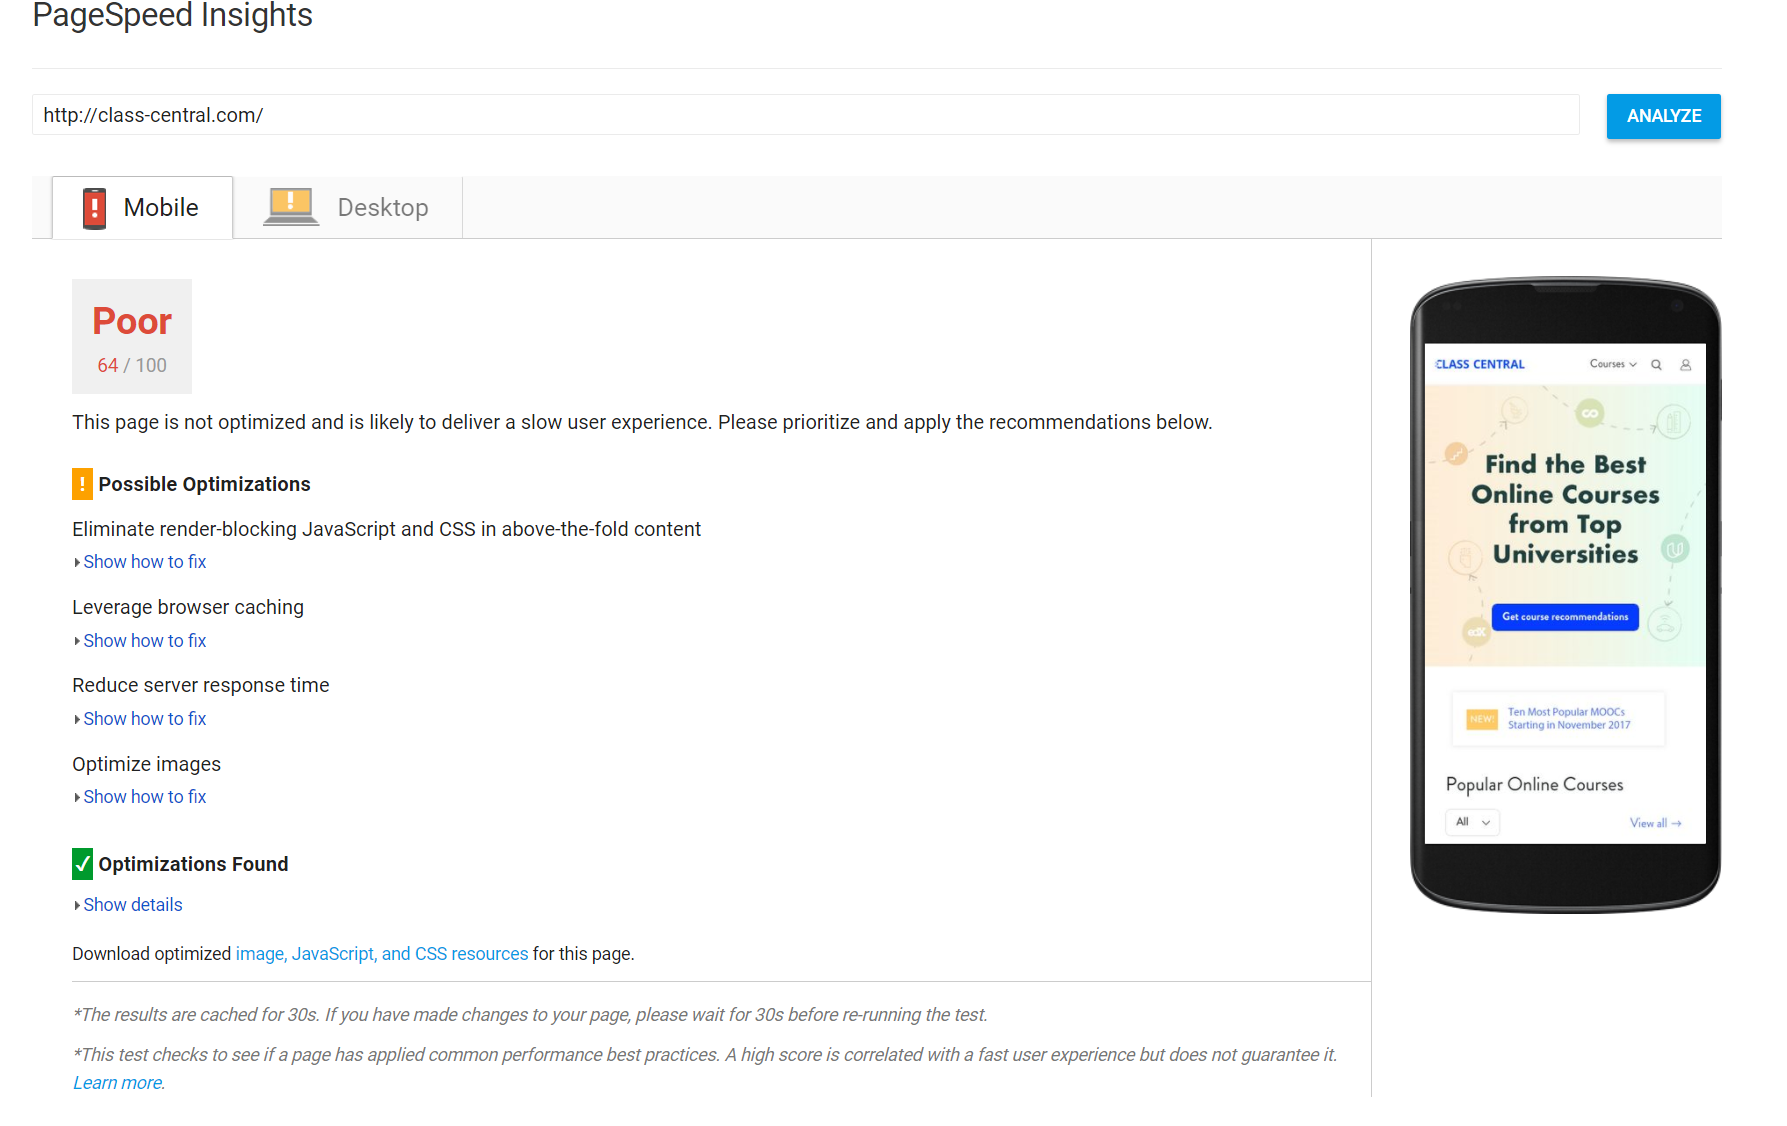 PageSpeed Insights
http://class-central.com/
ANALYZE
Mobile
Desktop
Poor
64 / 100
This page is not optimized and is likely to deliver a slow user experience. Please prioritize and apply the recommendations below.
! Possible Optimizations
Eliminate render-blocking JavaScript and CSS in above-the-fold content
Show how to fix
Leverage browser caching
Show how to fix
Reduce server response time
Show how to fix
Optimize images
Show how to fix
Optimizations Found
Show details
Download optimized image, JavaScript, and CSS resources for this page.
*The results are cached for 30s. If you have made changes to your page, please wait for 30s before re-running the test.
*This test checks to see if a page has applied common performance best practices. A high score is correlated with a fast user experience but does not guarantee it.
Learn more.
CLASS CENTRAL
Courses
Find the Best
Online Courses
from Top
Universities
Get course recommendations
edX
NEW!
Ten Most Popular MOOCs
Starting in November 2017
Popular Online Courses
All
View all →